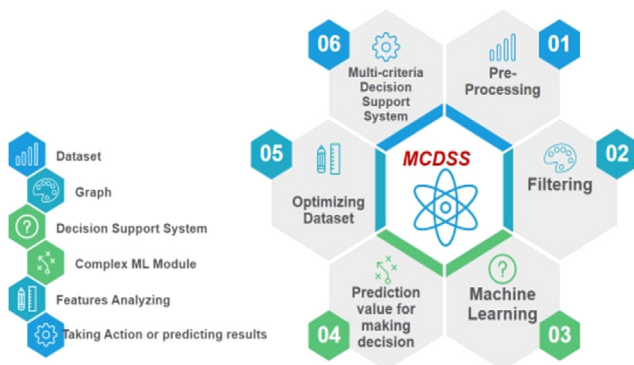 Dataset
Graph
Decision Support System
Complex ML Module
Features Analyzing
Taking Action or predicting results
MCDSS
01
Pre-
Processing
02
Filtering
03
Machine
Learning
04
Prediction
value for
making
decision
05
Optimizing
Dataset
06
Multi-criteria
Decision
Support
System